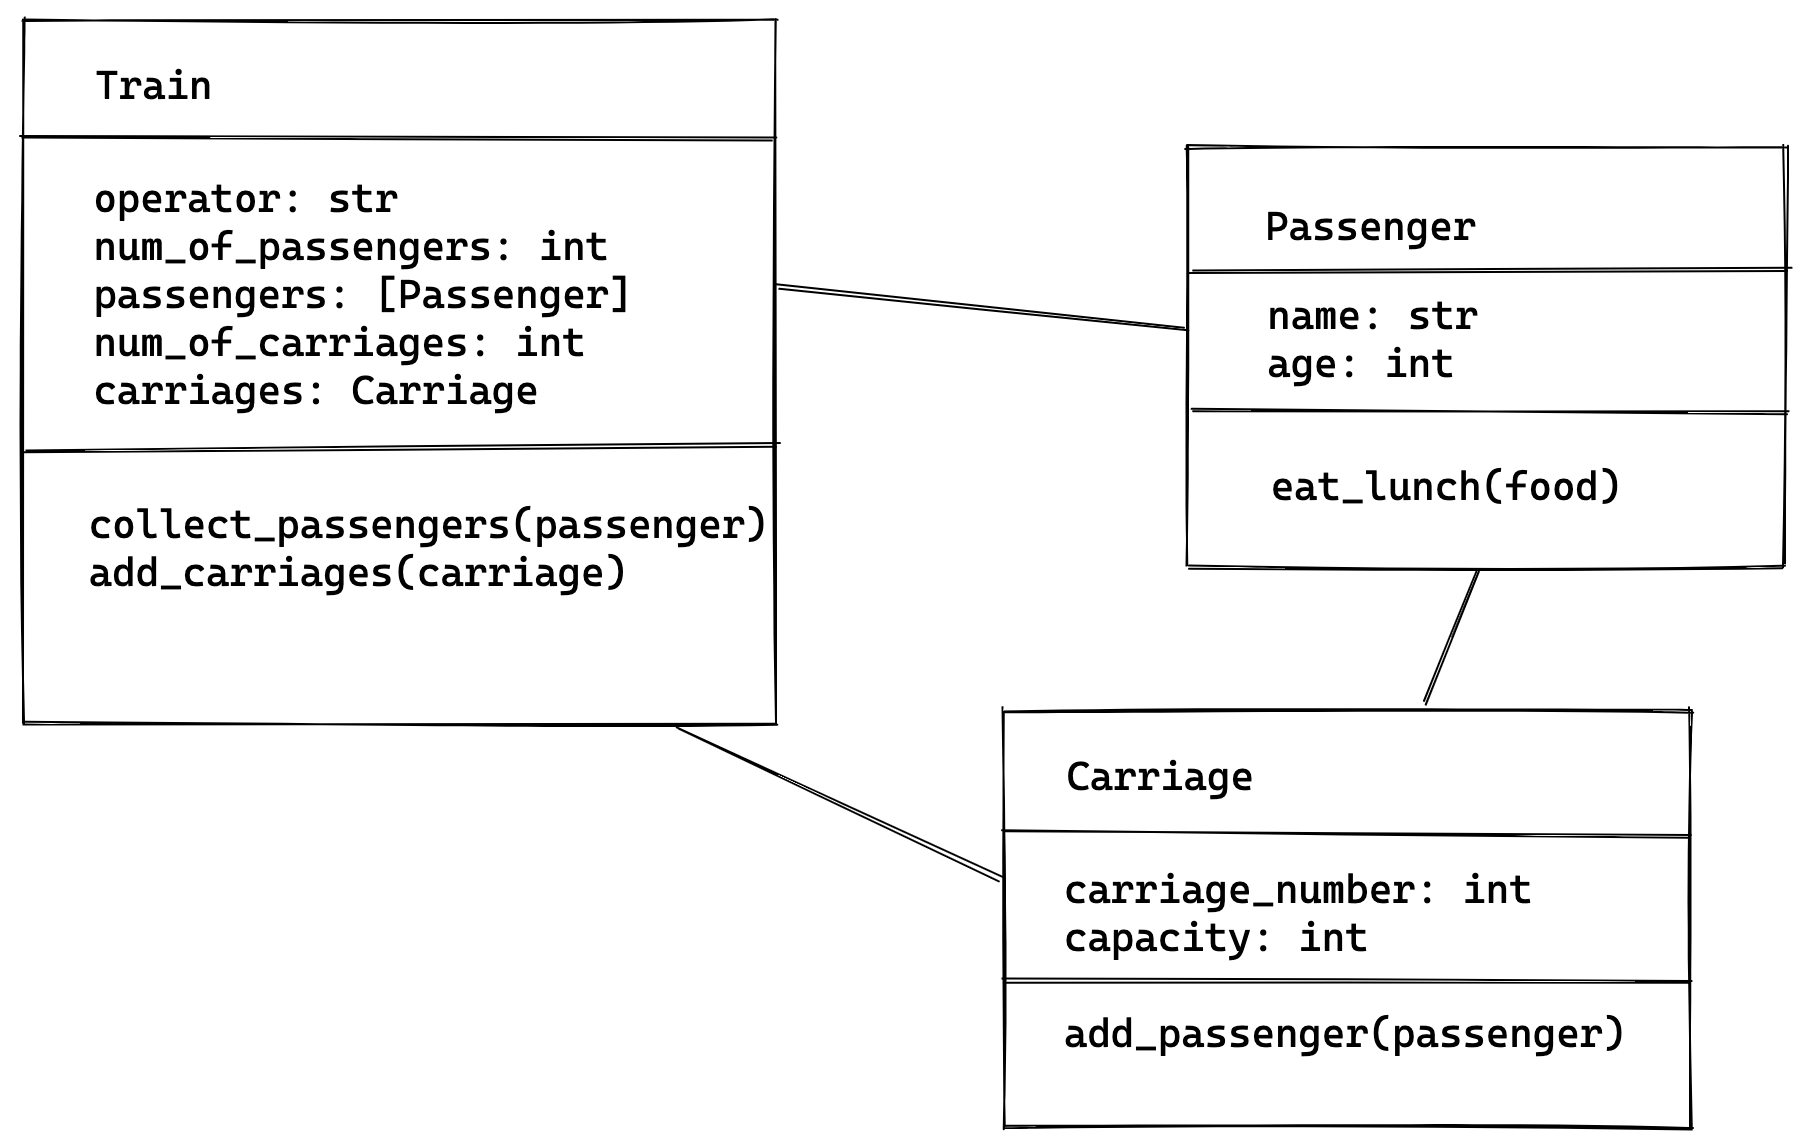 Train
operator: str
num_of_passengers: int
passengers: [Passenger]
num_of_carriages: int
carriages: Carriage
collect_passengers(passenger)
add_carriages(carriage)
Passenger
name: str
age: int
eat_lunch(food)
Carriage
carriage_number: int
capacity: int
add_passenger(passenger)